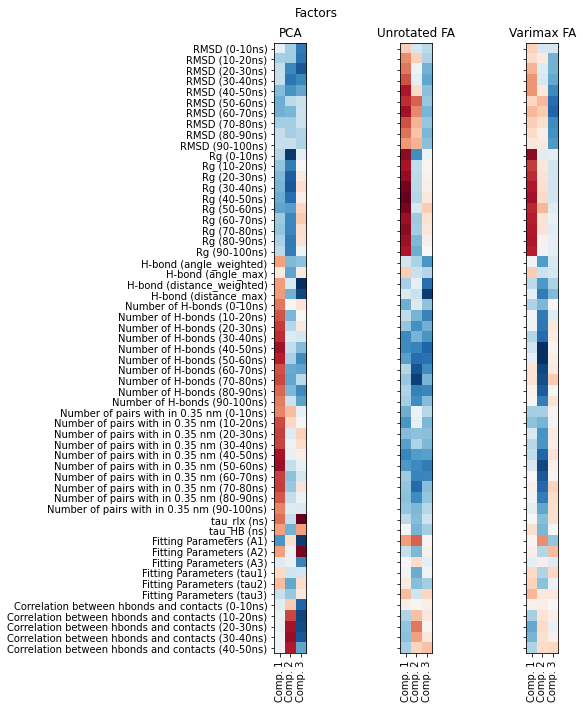 Factors
PCA
Unrotated FA
Varimax FA
RMSD (0-10ns)
RMSD (10-20ns)
RMSD (20-30ns)
RMSD (30-40ns)
RMSD (40-50ns)
RMSD (50-60ns)
RMSD (60-70ns)
RMSD (70-80ns)
RMSD (80-90ns)
RMSD (90-100ns)
Rg (0-10ns)
Rg (10-20ns)
Rg (20-30ns)
Rg (30-40ns)
Rg (40-50ns)
Rg (50-60ns)
Rg (60-70ns)
Rg (70-80ns)
Rg (80-90ns)
Rg (90-100ns)
H-bond (angle_weighted)
H-bond (angle_max)
H-bond (distance_weighted)
H-bond (distance_max)
Number of H-bonds (0-10ns)
Number of H-bonds (10-20ns)
Number of H-bonds (20-30ns)
Number of H-bonds (30-40ns)
Number of H-bonds (40-50ns)
Number of H-bonds (50-60ns)
Number of H-bonds (60-70ns)
Number of H-bonds (70-80ns)
Number of H-bonds (80-90ns)
Number of H-bonds (90-100ns)
Number of pairs with in 0.35 nm (0-10ns)
Number of pairs with in 0.35 nm (10-20ns)
Number of pairs with in 0.35 nm (20-30ns)
Number of pairs with in 0.35 nm (30-40ns)
Number of pairs with in 0.35 nm (40-50ns)
Number of pairs with in 0.35 nm (50-60ns)
Number of pairs with in 0.35 nm (60-70ns)
Number of pairs with in 0.35 nm (70-80ns)
Number of pairs with in 0.35 nm (80-90ns)
Number of pairs with in 0.35 nm (90-100ns)
tau_rlx (ns)
tau_HB (ns)
Fitting Parameters (A1)
Fitting Parameters (A2)
Fitting Parameters (A3)
Fitting Parameters (tau1)
Fitting Parameters (tau2)
Fitting Parameters (tau3)
Correlation between hbonds and contacts (0-10ns)
Correlation between hbonds and contacts (10-20ns)
Correlation between hbonds and contacts (20-30ns)
Correlation between hbonds and contacts (30-40ns)
Correlation between hbonds and contacts (40-50ns)
Comp. 1
Comp. 2
Comp. 3
Comp. 1
Comp. 2
Comp. 3
Comp. 1
Comp. 2
Comp. 3